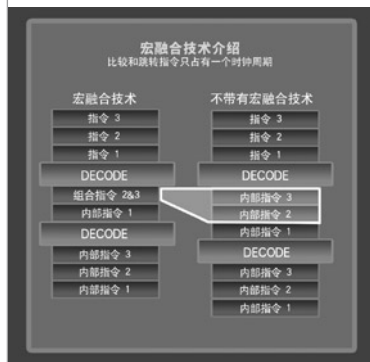 宏融合技术介绍
比较和跳转指令只占有一个时钟周期
宏融合技术
指令 3
指令 2
指令 1
DECODE
组合指令 2&3
内部指令 1
DECODE
内部指令 3
内部指令 2
内部指令 1
不带有宏融合技术
指令 3
指令 2
指令 1
DECODE
内部指令 3
内部指令 2
内部指令 1
DECODE
内部指令 3
内部指令 2
内部指令 1